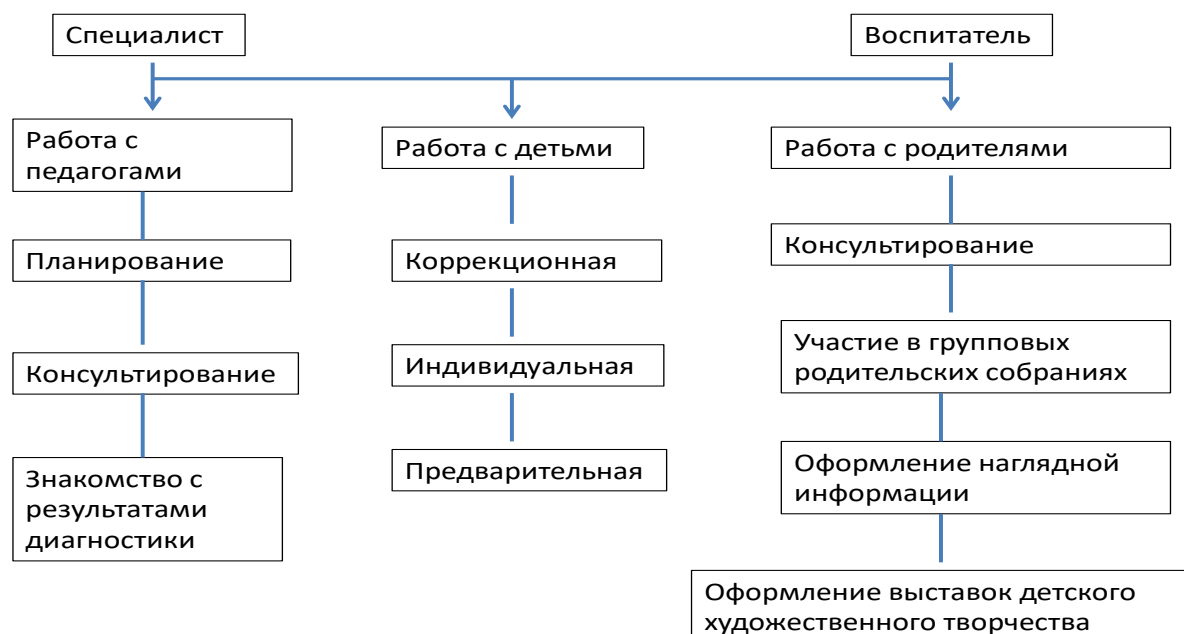 Специалист
Воспитатель
Работа с
педагогами
Работа с детьми
Работа с родителями
Планирование
Коррекционная
Консультирование
Консультирование
Индивидуальная
Участие в групповых
родительских собраниях
Знакомство с
результатами
диагностики
Предварительная
Оформление наглядной
информации
Оформление выставок детского
художественного творчества